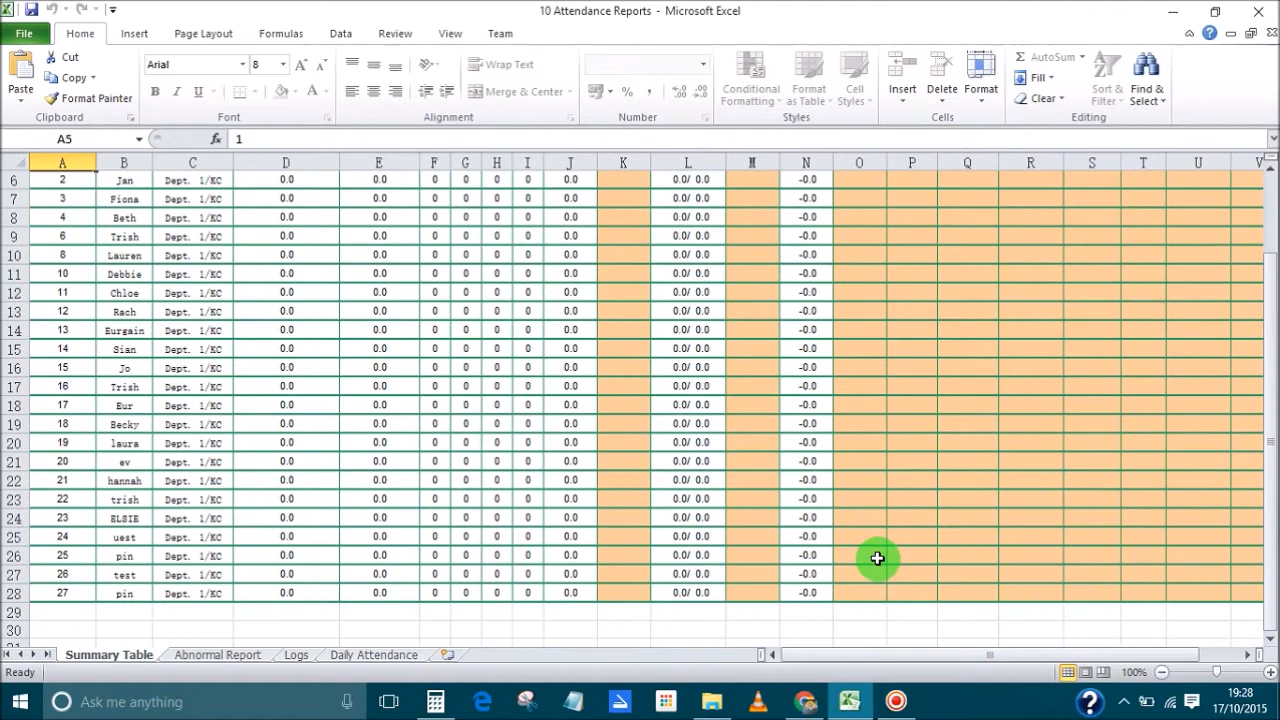 10 Attendance Reports - Microsoft Excel
File Home Insert Page Layout Formulas Data Review View Team
Paste
Cut
Copy
Format Painter
Clipboard
Arial 8
B I U A
Font
Wrap Text
Merge & Center
Alignment
%
Number
Conditional Formatting
Format as Table
Cell Styles
Styles
Insert Delete Format
Cells
AutoSum
Fill
Clear
Sort & Filter
Find & Select
Editing
A5 fx 1
A B C D E F G H I J K L M N O P Q R S T U V
6 2 Jan Dept. 1/KC 0.0 0.0 0 0 0 0 0.0 0.0/ 0.0 -0.0
7 3 Fiona Dept. 1/KC 0.0 0.0 0 0 0 0 0.0 0.0/ 0.0 -0.0
8 4 Beth Dept. 1/KC 0.0 0.0 0 0 0 0 0.0 0.0/ 0.0 -0.0
9 6 Trish Dept. 1/KC 0.0 0.0 0 0 0 0 0.0 0.0/ 0.0 -0.0
10 8 Lauren Dept. 1/KC 0.0 0.0 0 0 0 0 0.0 0.0/ 0.0 -0.0
11 10 Debbie Dept. 1/KC 0.0 0.0 0 0 0 0 0.0 0.0/ 0.0 -0.0
12 11 Chloe Dept. 1/KC 0.0 0.0 0 0 0 0 0.0 0.0/ 0.0 -0.0
13 12 Rach Dept. 1/KC 0.0 0.0 0 0 0 0 0.0 0.0/ 0.0 -0.0
14 13 Eurgain Dept. 1/KC 0.0 0.0 0 0 0 0 0.0 0.0/ 0.0 -0.0
15 14 Sian Dept. 1/KC 0.0 0.0 0 0 0 0 0.0 0.0/ 0.0 -0.0
16 15 Jo Dept. 1/KC 0.0 0.0 0 0 0 0 0.0 0.0/ 0.0 -0.0
17 16 Trish Dept. 1/KC 0.0 0.0 0 0 0 0 0.0 0.0/ 0.0 -0.0
18 17 Eur Dept. 1/KC 0.0 0.0 0 0 0 0 0.0 0.0/ 0.0 -0.0
19 18 Becky Dept. 1/KC 0.0 0.0 0 0 0 0 0.0 0.0/ 0.0 -0.0
20 19 laura Dept. 1/KC 0.0 0.0 0 0 0 0 0.0 0.0/ 0.0 -0.0
21 20 ev Dept. 1/KC 0.0 0.0 0 0 0 0 0.0 0.0/ 0.0 -0.0
22 21 hannah Dept. 1/KC 0.0 0.0 0 0 0 0 0.0 0.0/ 0.0 -0.0
23 22 trish Dept. 1/KC 0.0 0.0 0 0 0 0 0.0 0.0/ 0.0 -0.0
24 23 ELSIE Dept. 1/KC 0.0 0.0 0 0 0 0 0.0 0.0/ 0.0 -0.0
25 24 uest Dept. 1/KC 0.0 0.0 0 0 0 0 0.0 0.0/ 0.0 -0.0
26 25 pin Dept. 1/KC 0.0 0.0 0 0 0 0 0.0 0.0/ 0.0 -0.0
27 26 test Dept. 1/KC 0.0 0.0 0 0 0 0 0.0 0.0/ 0.0 -0.0
28 27 pin Dept. 1/KC 0.0 0.0 0 0 0 0 0.0 0.0/ 0.0 -0.0
29
30
Summary Table Abnormal Report Logs Daily Attendance
Ready 100%
Ask me anything
19:28
17/10/2015